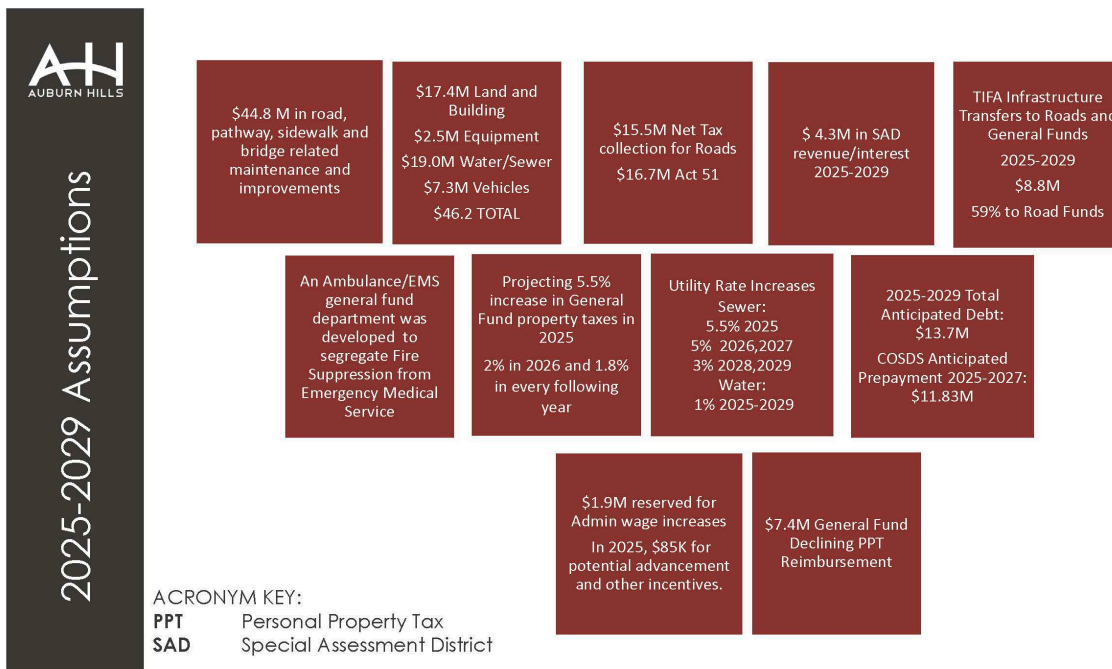 AH
AUBURN HILLS
2025-2029 Assumptions
$44.8 M in road,
pathway, sidewalk and
bridge related
maintenance and
improvements
$17.4M Land and
Building
$2.5M Equipment
$19.0M Water/Sewer
$7.3M Vehicles
$46.2 TOTAL
$15.5M Net Tax
collection for Roads
$16.7M Act 51
$ 4.3M in SAD
revenue/interest
2025-2029
TIFA Infrastructure
Transfers to Roads and
General Funds
2025-2029
$8.8M
59% to Road Funds
An Ambulance/EMS
general fund
department was
developed to
segregate Fire
Suppression from
Emergency Medical
Service
Projecting 5.5%
increase in General
Fund property taxes in
2025
2% in 2026 and 1.8%
in every following
year
Utility Rate Increases
Sewer:
5.5% 2025
5% 2026,2027
3% 2028,2029
Water:
1% 2025-2029
2025-2029 Total
Anticipated Debt:
$13.7M
COSDS Anticipated
Prepayment 2025-2027:
$11.83M
$1.9M reserved for
Admin wage increases
In 2025, $85K for
potential advancement
and other incentives.
$7.4M General Fund
Declining PPT
Reimbursement
ACRONYM KEY:
PPT Personal Property Tax
SAD Special Assessment District